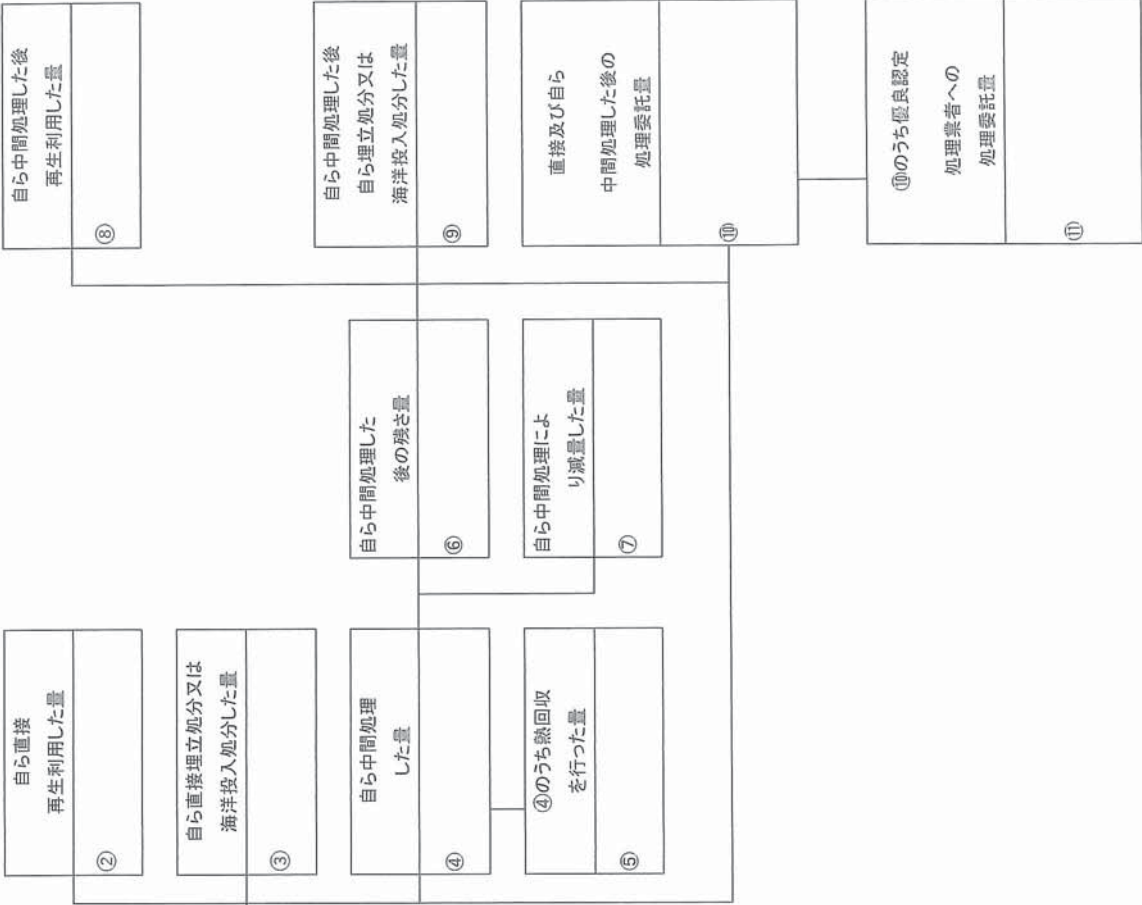 自ら直接
再生利用した量
②
自ら直接埋立処分又は
海洋投入処分した量
③
自ら中間処理
した量
④
④のうち熱回収
を行った量
⑤
自ら中間処理した
後の残さ量
⑥
自ら中間処理によ
り減量した量
⑦
自ら中間処理した後
再生利用した量
⑧
自ら中間処理した後
自ら埋立処分又は
海洋投入処分した量
⑨
直接及び自ら
中間処理した後の
処理委託量
⑩
⑩のうち優良認定
処理業者への
処理委託量
⑪